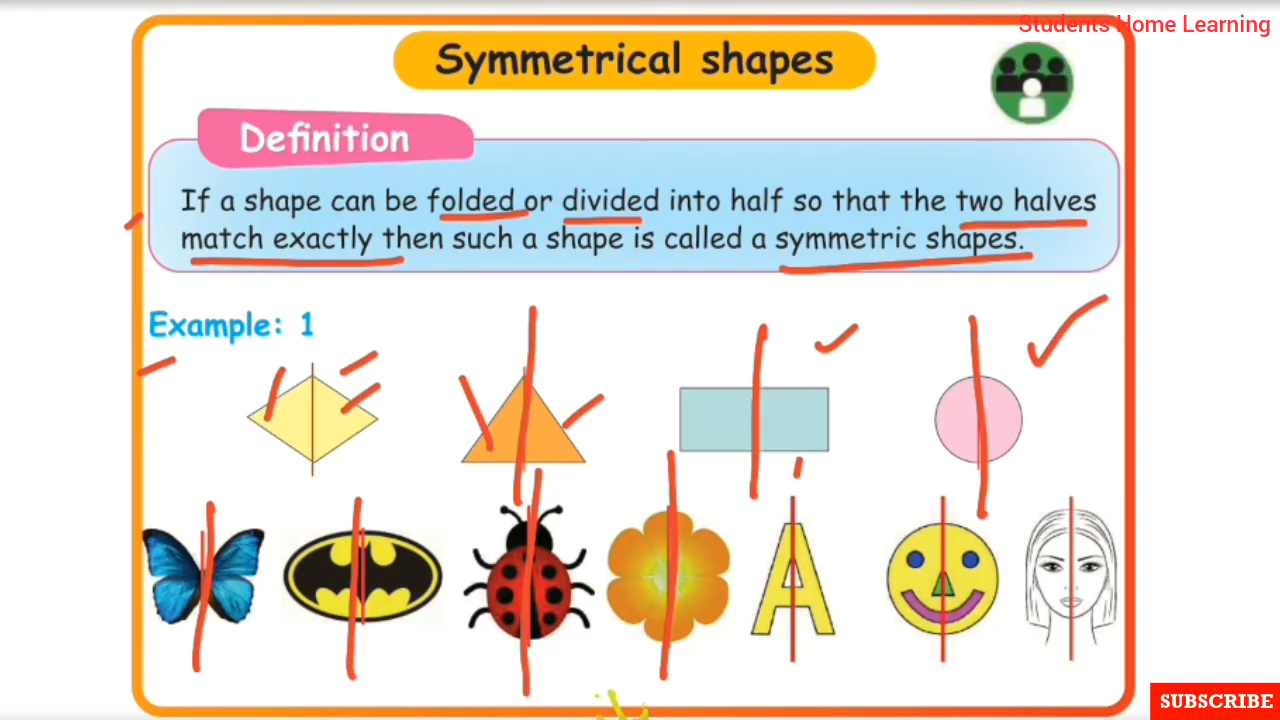 Students Home Learning
Symmetrical shapes
Definition
If a shape can be folded or divided into half so that the two halves
match exactly then such a shape is called a symmetric shapes.
Example: 1
A
SUBSCRIBE